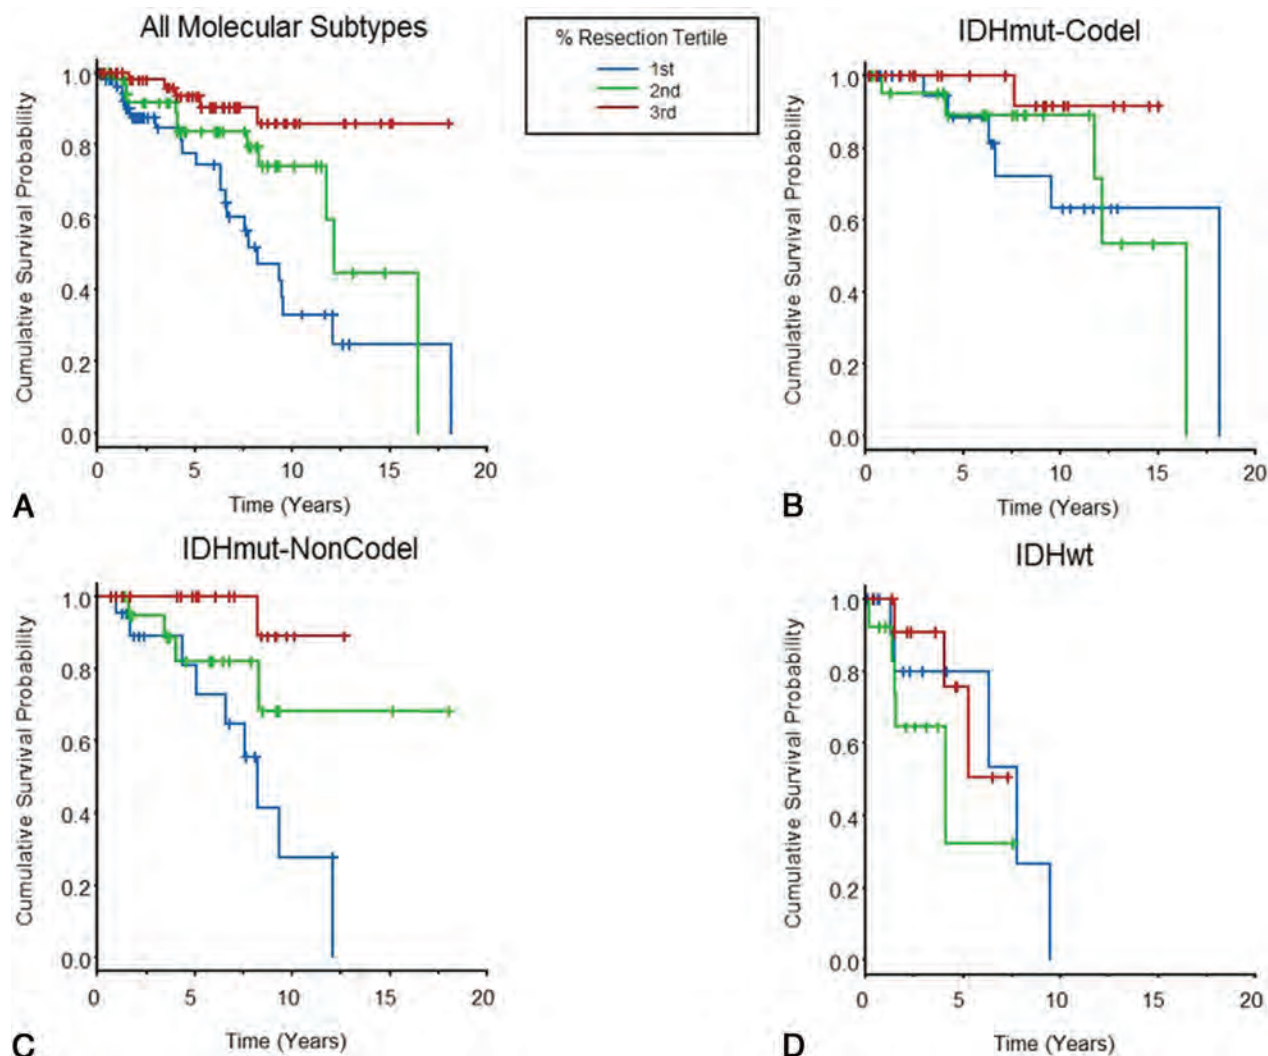 All Molecular Subtypes
Cumulative Survival Probability
1.0
0.8
0.6
0.4
0.2
0.0
0 5 10 15 20
Time (Years)
A
% Resection Tertile
1st
2nd
3rd
IDHmut-Codel
Cumulative Survival Probability
1.0
0.8
0.6
0.4
0.2
0.0
0 5 10 15 20
Time (Years)
B
IDHmut-NonCodel
Cumulative Survival Probability
1.0
0.8
0.6
0.4
0.2
0.0
0 5 10 15 20
Time (Years)
C
IDHwt
Cumulative Survival Probability
1.0
0.8
0.6
0.4
0.2
0.0
0 5 10 15 20
Time (Years)
D